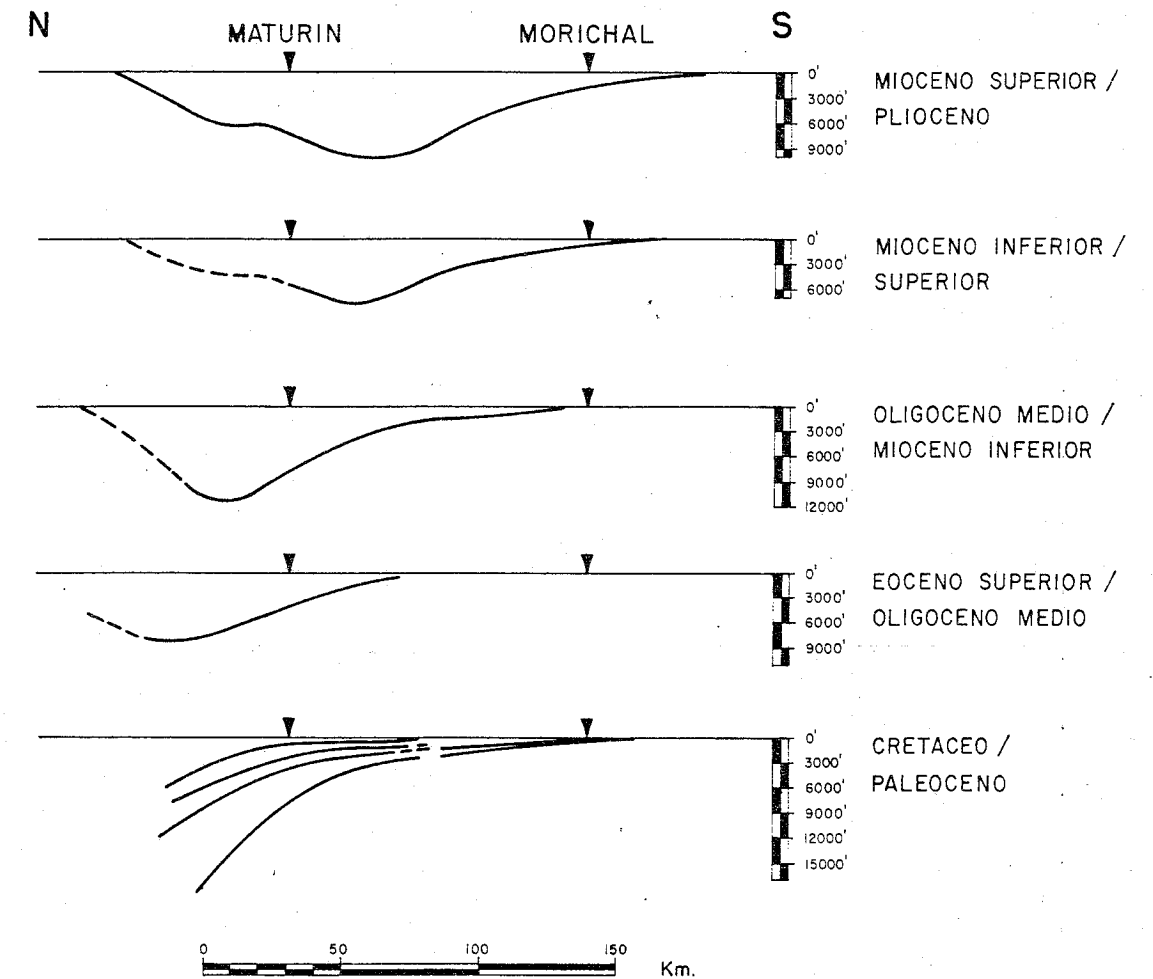 N MATURIN MORICHAL S
0'
3000'
6000'
9000'
MIOCENO SUPERIOR /
PLIOCENO
0'
3000'
6000'
MIOCENO INFERIOR /
SUPERIOR
0'
3000'
6000'
9000'
12000'
OLIGOCENO MEDIO /
MIOCENO INFERIOR
0'
3000'
6000'
9000'
EOCENO SUPERIOR /
OLIGOCENO MEDIO
0'
3000'
6000'
9000'
12000'
15000'
CRETACEO /
PALEOCENO
0 50 100 150
Km.